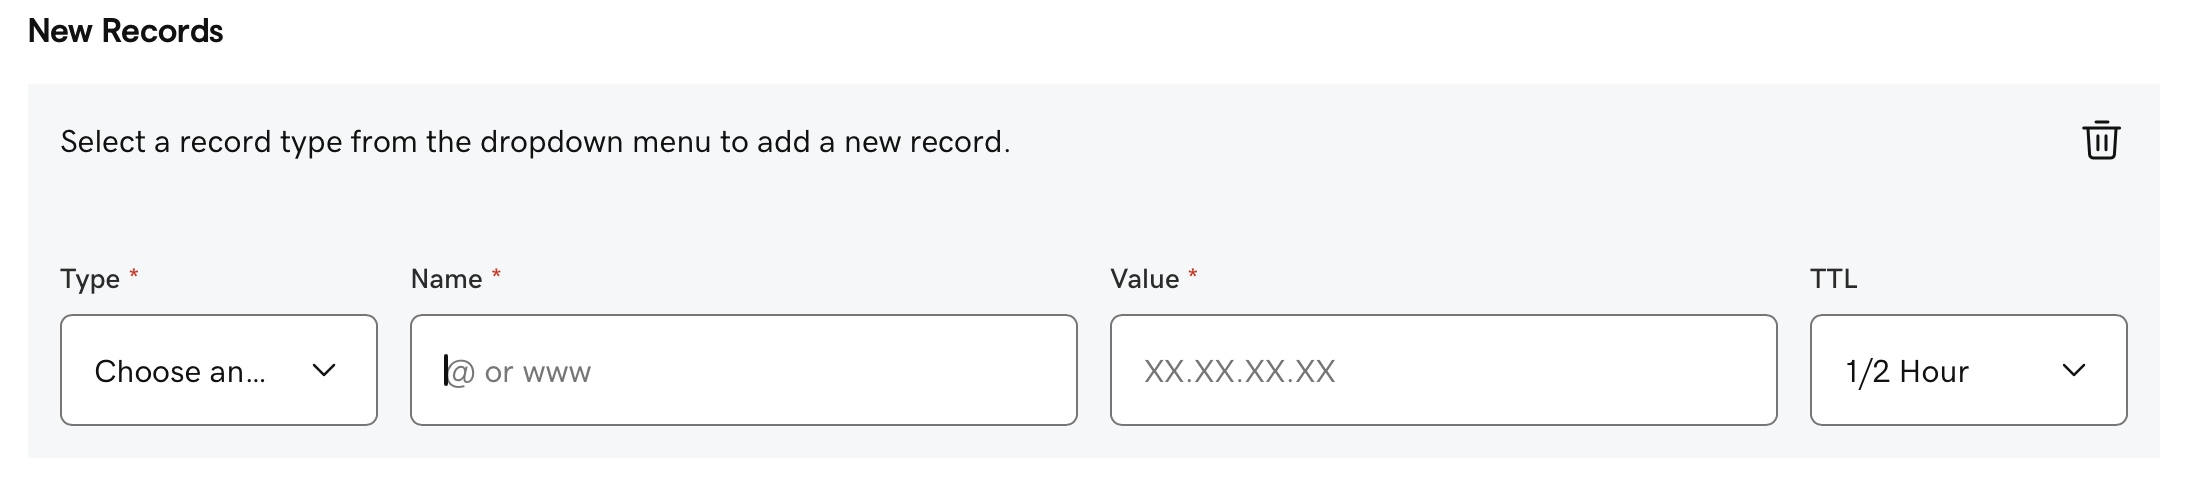 New Records
Select a record type from the dropdown menu to add a new record.
Type * Name * Value * TTL
Choose an... @ or www XX.XX.XX.XX 1/2 Hour